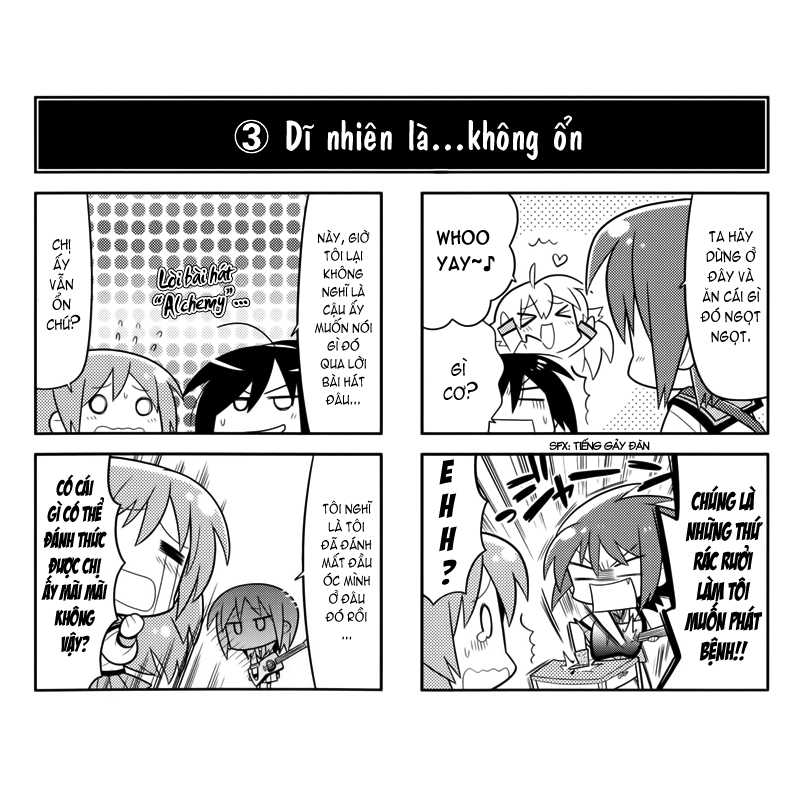 ③ Dĩ nhiên là...không ổn
TA HÃY
DỪNG Ở
ĐÂY VÀ
ĂN CÁI GÌ
ĐÓ NGỌT
NGỌT.
WHOO
YAY~♪
GÌ
CƠ?
SFX: TIẾNG GẢY ĐÀN
CHÚNG LÀ
NHỮNG THỨ
RÁC RƯỞI
LÀM TÔI
MUỐN PHÁT
BỆNH!!
E
H
H
?
NÀY, GIỜ
TÔI LẠI
KHÔNG
NGHĨ LÀ
CẬU ẤY
MUỐN NÓI
GÌ ĐÓ
QUA LỜI
BÀI HÁT
ĐÂU...
Lời bài hát
"Alchemy"...
CHỊ
ẤY
VẪN
ỔN
CHỨ?
TÔI NGHĨ
LÀ TÔI
ĐÃ ĐÁNH
MẤT ĐẦU
ÓC MÌNH
Ở ĐÂU
ĐÓ RỒI
...
CÓ CÁI
GÌ CÓ THỂ
ĐÁNH THỨC
ĐƯỢC CHỊ
ẤY MÃI MÃI
KHÔNG
VẬY?